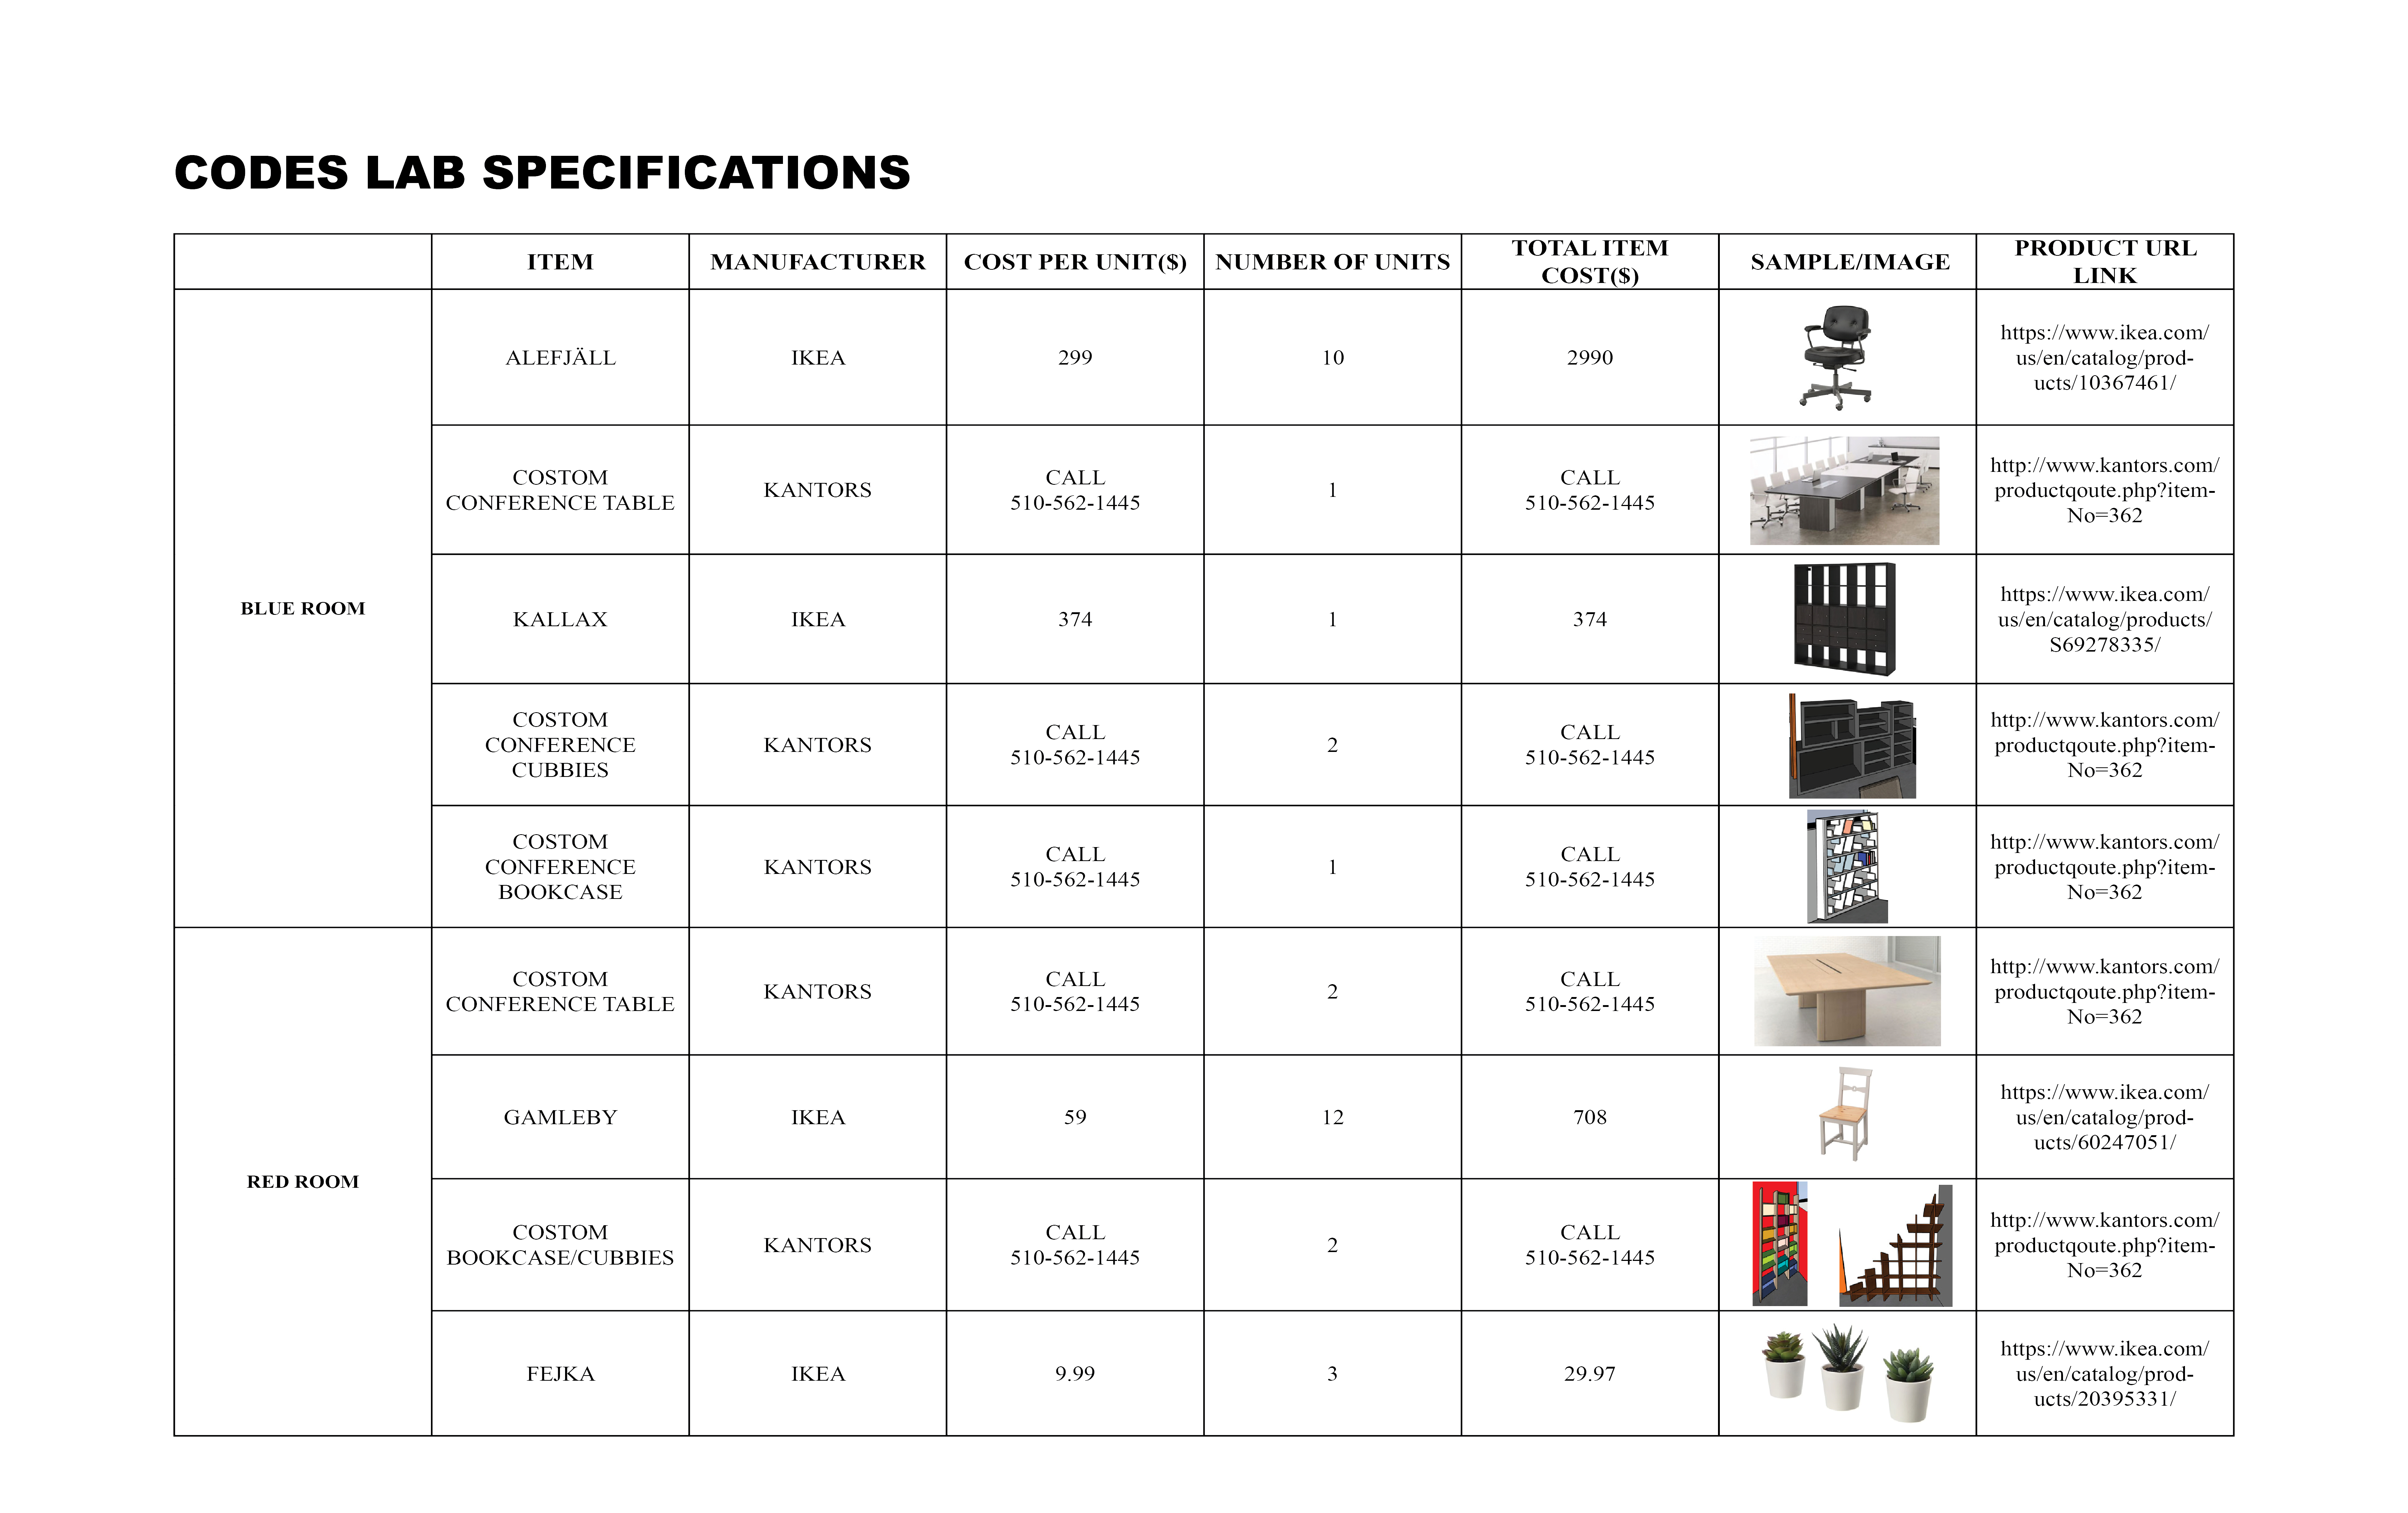 CODES LAB SPECIFICATIONS
ITEM
MANUFACTURER
COST PER UNIT($)
NUMBER OF UNITS
TOTAL ITEM
COST($)
SAMPLE/IMAGE
PRODUCT URL
LINK
BLUE ROOM
ALEFJÄLL
IKEA
299
10
2990
https://www.ikea.com/
us/en/catalog/prod-
ucts/10367461/
COSTOM
CONFERENCE TABLE
KANTORS
CALL
510-562-1445
1
CALL
510-562-1445
http://www.kantors.com/
productqoute.php?item-
No=362
KALLAX
IKEA
374
1
374
https://www.ikea.com/
us/en/catalog/products/
S69278335/
COSTOM
CONFERENCE
CUBBIES
KANTORS
CALL
510-562-1445
2
CALL
510-562-1445
http://www.kantors.com/
productqoute.php?item-
No=362
COSTOM
CONFERENCE
BOOKCASE
KANTORS
CALL
510-562-1445
1
CALL
510-562-1445
http://www.kantors.com/
productqoute.php?item-
No=362
RED ROOM
COSTOM
CONFERENCE TABLE
KANTORS
CALL
510-562-1445
2
CALL
510-562-1445
http://www.kantors.com/
productqoute.php?item-
No=362
GAMLEBY
IKEA
59
12
708
https://www.ikea.com/
us/en/catalog/prod-
ucts/60247051/
COSTOM
BOOKCASE/CUBBIES
KANTORS
CALL
510-562-1445
2
CALL
510-562-1445
http://www.kantors.com/
productqoute.php?item-
No=362
FEJKA
IKEA
9.99
3
29.97
https://www.ikea.com/
us/en/catalog/prod-
ucts/20395331/